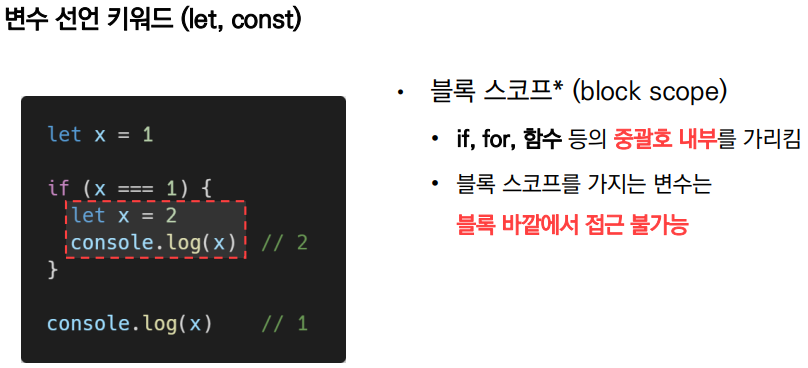 변수 선언 키워드 (let, const)
let x = 1
if (x === 1) {
let x = 2
console.log(x) // 2
}
console.log(x) // 1
• 블록 스코프* (block scope)
• if, for, 함수 등의 중괄호 내부를 가리킴
• 블록 스코프를 가지는 변수는
블록 바깥에서 접근 불가능